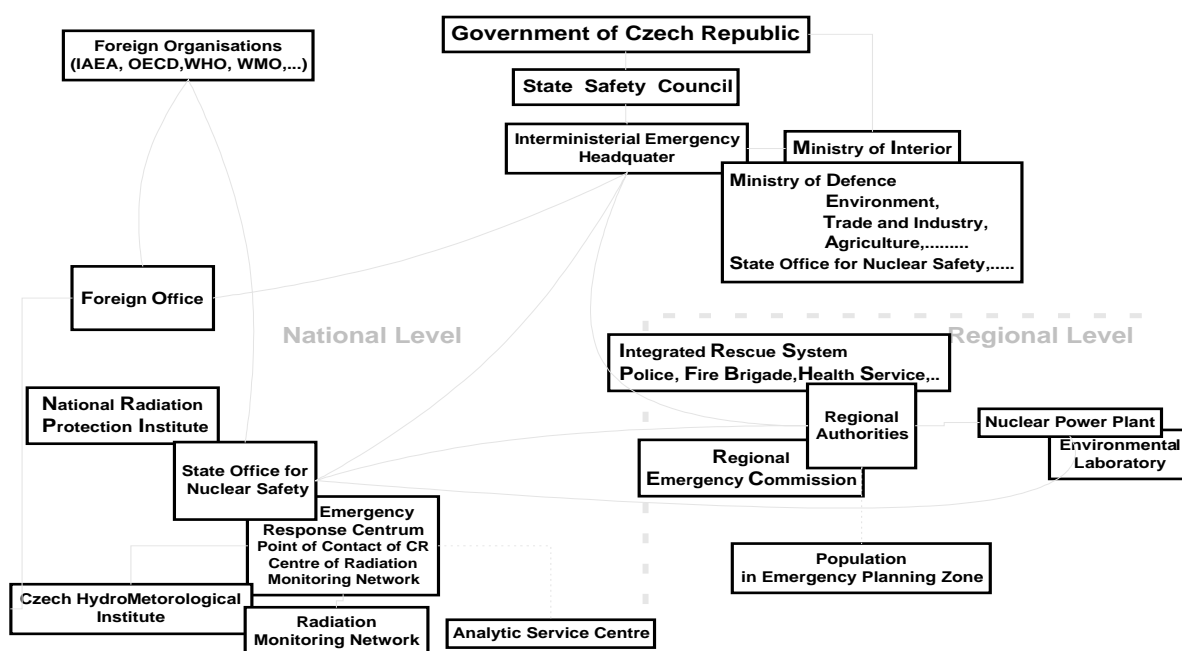 Government of Czech Republic
Foreign Organisations
(IAEA, OECD,WHO, WMO,...)
State Safety Council
Interministerial Emergency
Headquater
Ministry of Interior
Ministry of Defence
Environment,
Trade and Industry,
Agriculture,.........
State Office for Nuclear Safety,.....
Foreign Office
National Level
Regional Level
Integrated Rescue System
Police, Fire Brigade,Health Service,..
National Radiation
Protection Institute
Regional
Authorities
Nuclear Power Plant
Environmental
Laboratory
State Office for
Nuclear Safety
Regional
Emergency Commission
Emergency
Response Centrum
Point of Contact of CR
Centre of Radiation
Monitoring Network
Population
in Emergency Planning Zone
Czech HydroMetorological
Institute
Radiation
Monitoring Network
Analytic Service Centre